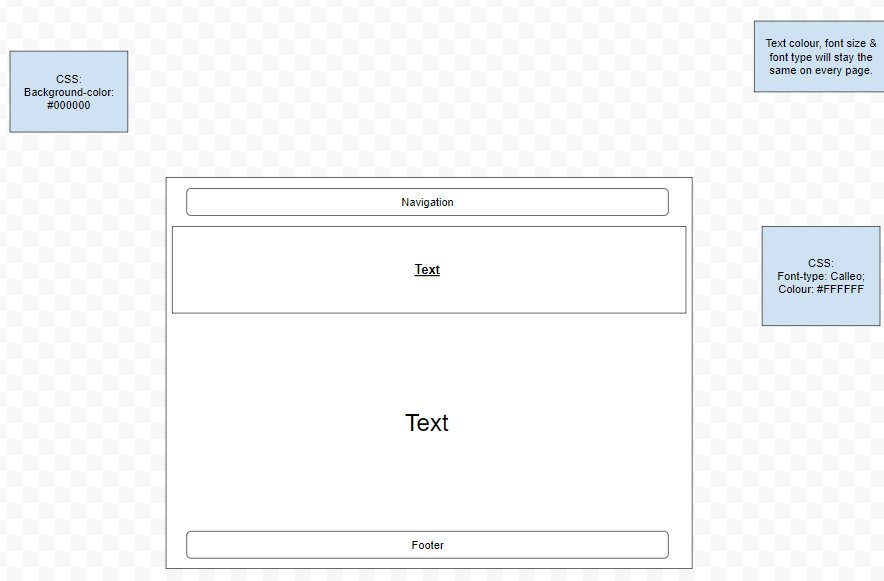 Text colour, font size &
font type will stay the
same on every page.
CSS:
Background-color:
#000000
Navigation
Text
CSS:
Font-type: Calleo;
Colour: #FFFFFF
Text
Footer